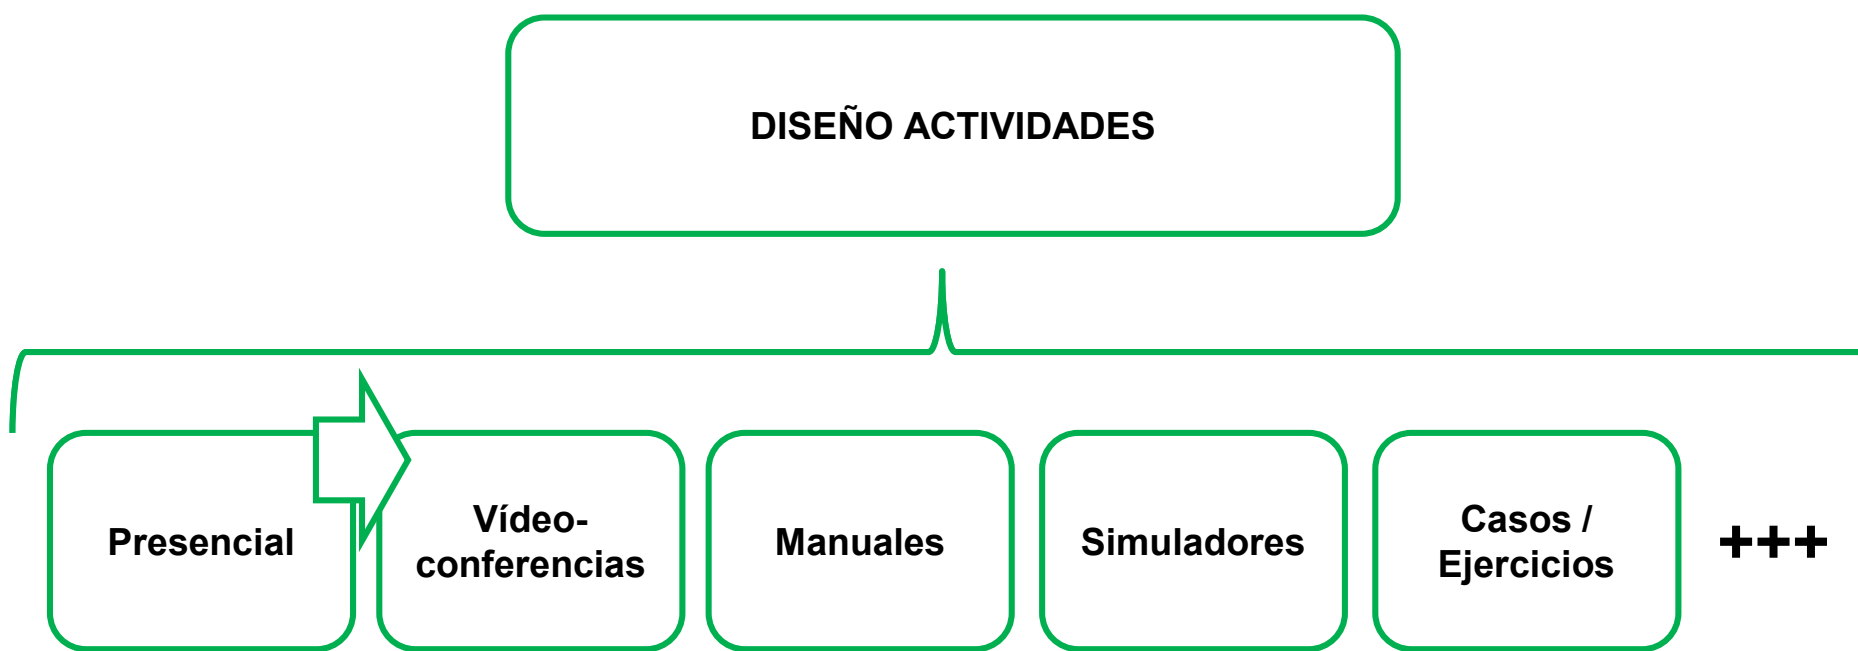 DISEÑO ACTIVIDADES
Presencial
Vídeo-
conferencias
Manuales
Simuladores
Casos /
Ejercicios
+++